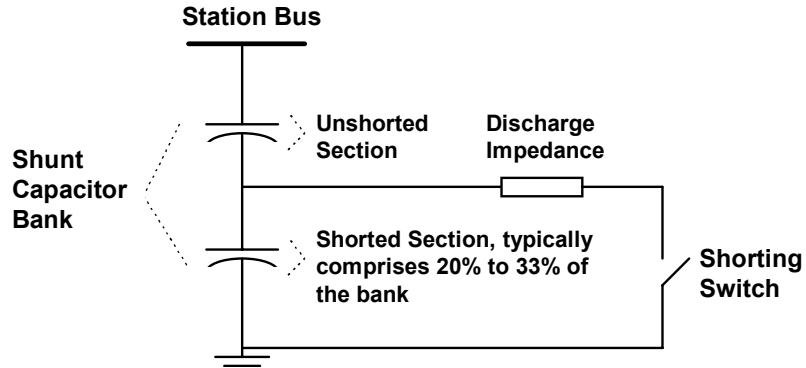 Station Bus
Unshorted
Section
Discharge
Impedance
Shunt
Capacitor
Bank
Shorted Section, typically
comprises 20% to 33% of
the bank
Shorting
Switch